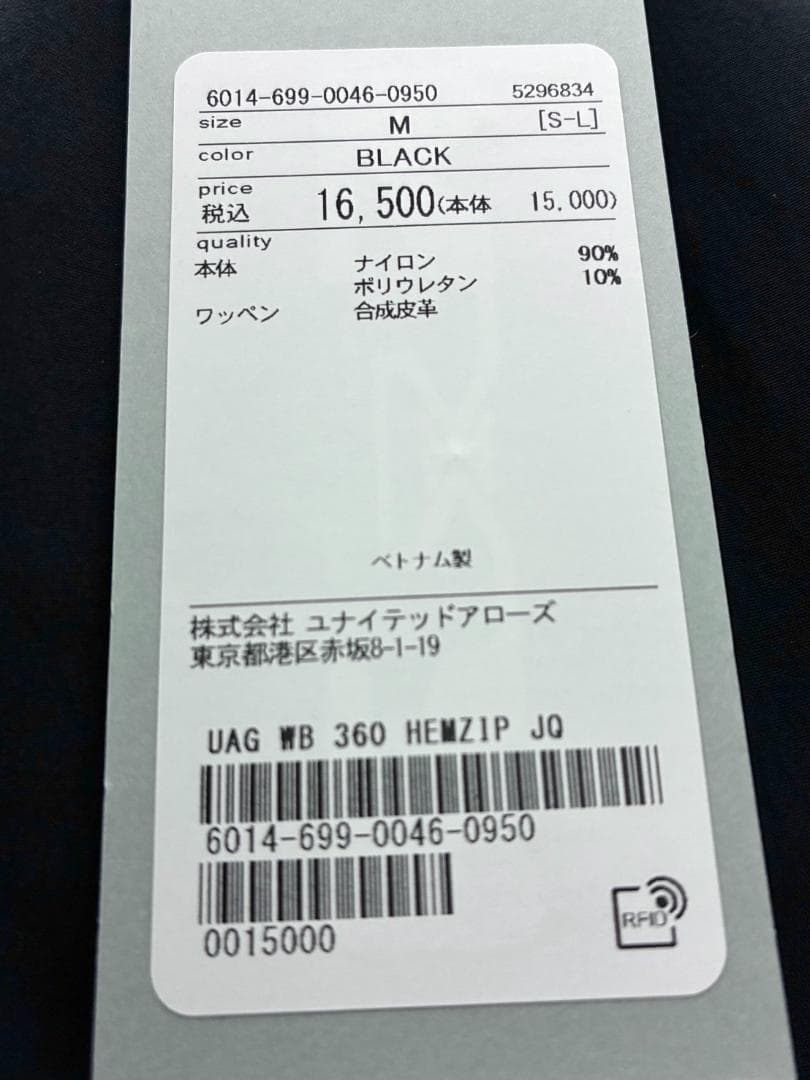 6014-699-0046-0950 5296834
size M [S-L]
color BLACK
price
税込 16,500(本体 15,000)
quality
本体 ナイロン 90%
ポリウレタン 10%
ワッペン 合成皮革
ベトナム製
株式会社 ユナイテッドアローズ
東京都港区赤坂8-1-19
UAG WB 360 HEMZIP JQ
6014-699-0046-0950
0015000
RFID